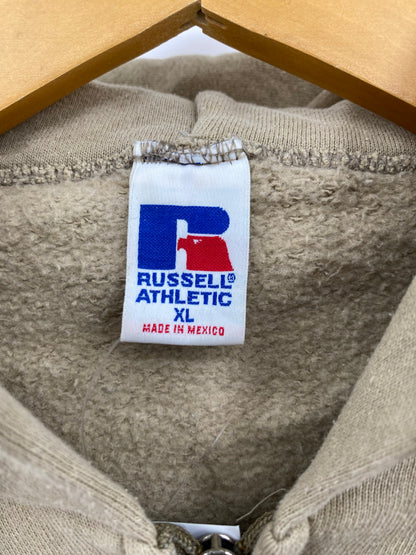 RUSSELL®
ATHLETIC
XL
MADE IN MEXICO